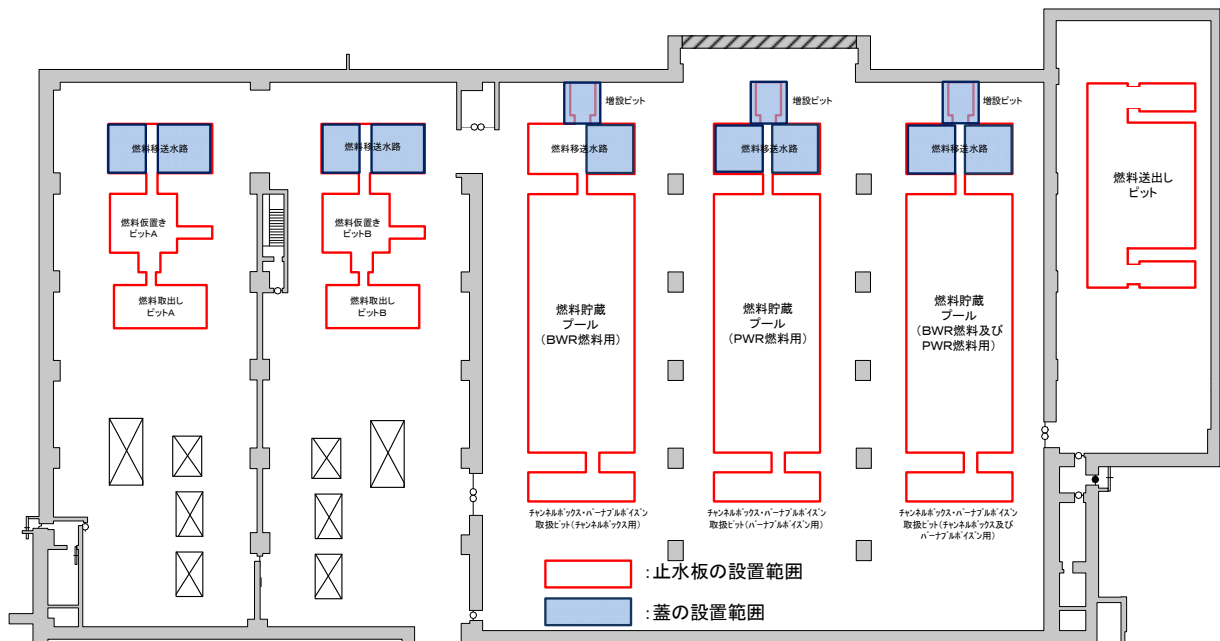 増設ピット
増設ピット
増設ピット
燃料移送水路
燃料移送水路
燃料移送水路
燃料移送水路
燃料移送水路
燃料仮置き
ピットA
燃料仮置き
ピットB
燃料取出し
ピットA
燃料取出し
ピットB
燃料貯蔵
プール
(BWR燃料用)
燃料貯蔵
プール
(PWR燃料用)
燃料貯蔵
プール
(BWR燃料及び
PWR燃料用)
燃料送出し
ピット
チャンネルボックス・バーナブルポイズン
取扱ピット(チャンネルボックス用)
チャンネルボックス・バーナブルポイズン
取扱ピット(バーナブルポイズン用)
チャンネルボックス・バーナブルポイズン
取扱ピット(チャンネルボックス及び
バーナブルポイズン用)
:止水板の設置範囲
:蓋の設置範囲